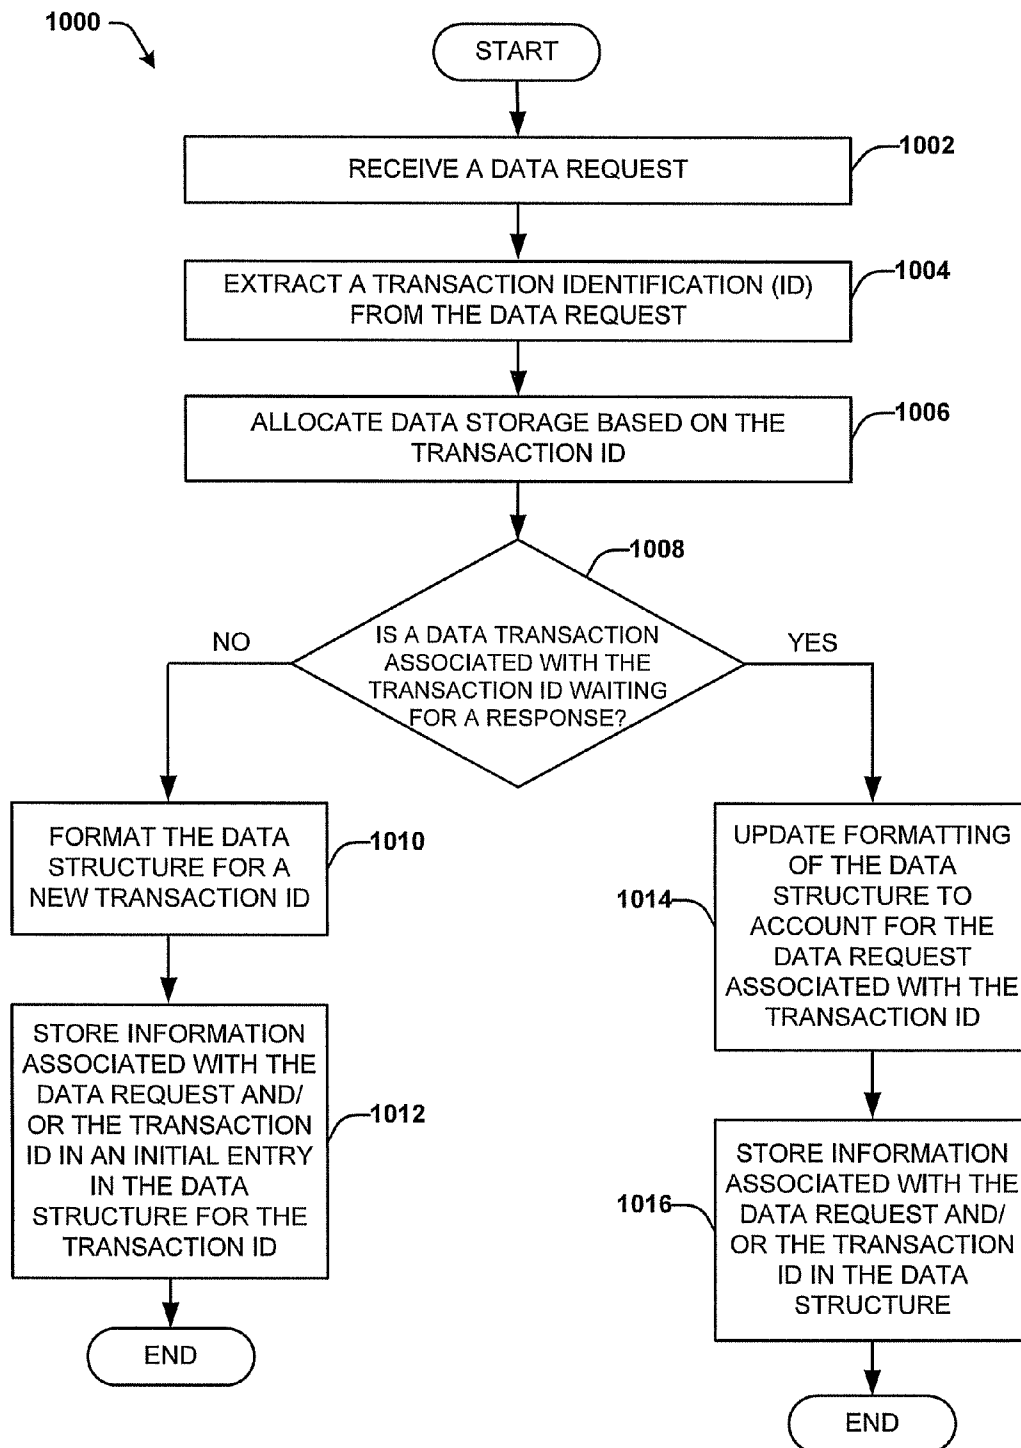 1000
START
RECEIVE A DATA REQUEST
1002
EXTRACT A TRANSACTION IDENTIFICATION (ID)
FROM THE DATA REQUEST
1004
ALLOCATE DATA STORAGE BASED ON THE
TRANSACTION ID
1006
1008
IS A DATA TRANSACTION
ASSOCIATED WITH THE
TRANSACTION ID WAITING
FOR A RESPONSE?
NO
YES
FORMAT THE DATA
STRUCTURE FOR A
NEW TRANSACTION ID
1010
STORE INFORMATION
ASSOCIATED WITH THE
DATA REQUEST AND/
OR THE TRANSACTION
ID IN AN INITIAL ENTRY
IN THE DATA
STRUCTURE FOR THE
TRANSACTION ID
1012
END
UPDATE FORMATTING
OF THE DATA
STRUCTURE TO
ACCOUNT FOR THE
DATA REQUEST
ASSOCIATED WITH THE
TRANSACTION ID
1014
STORE INFORMATION
ASSOCIATED WITH THE
DATA REQUEST AND/
OR THE TRANSACTION
ID IN THE DATA
STRUCTURE
1016
END